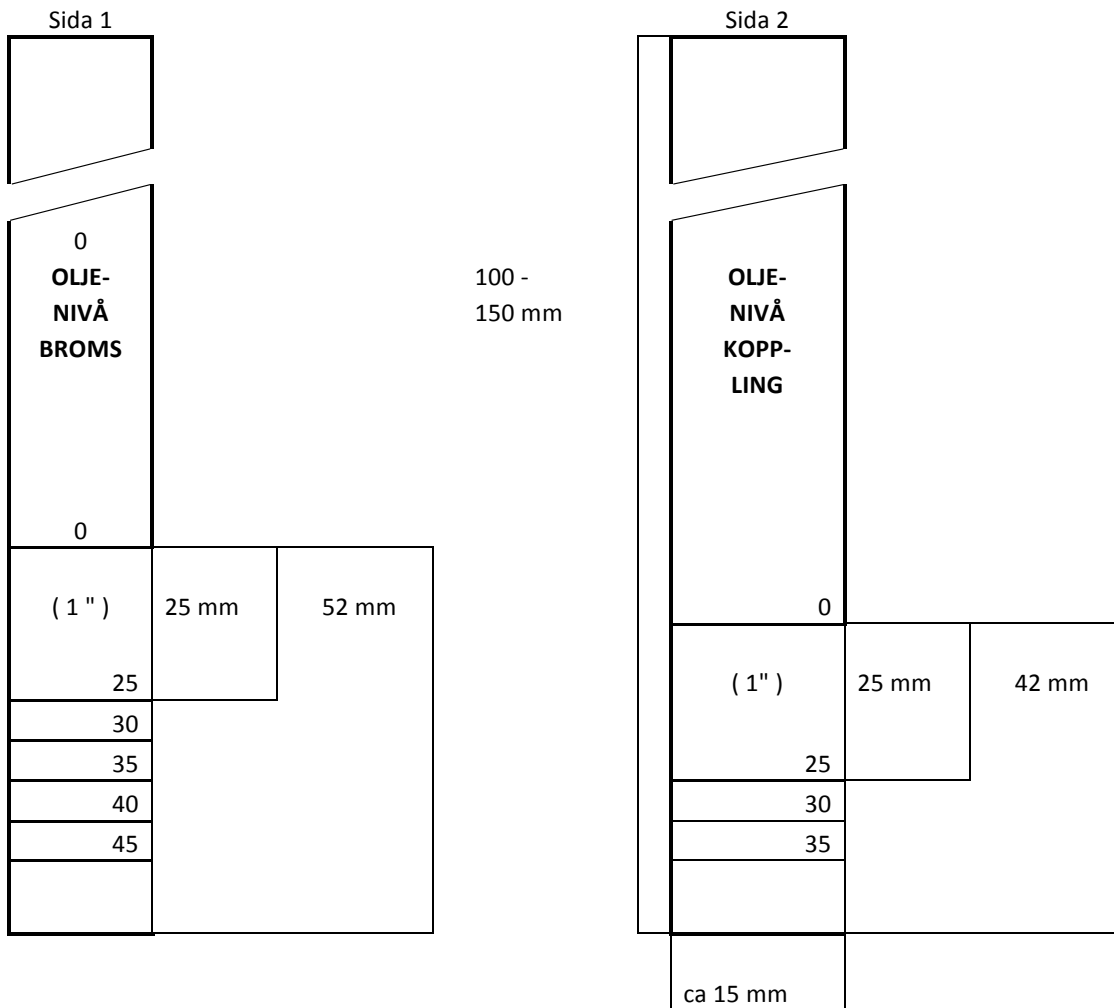 Sida 1
0
OLJE-
NIVÅ
BROMS
0
( 1 " )
25 mm
52 mm
25
30
35
40
45
100 -
150 mm
Sida 2
OLJE-
NIVÅ
KOPP-
LING
0
( 1" )
25 mm
42 mm
25
30
35
ca 15 mm